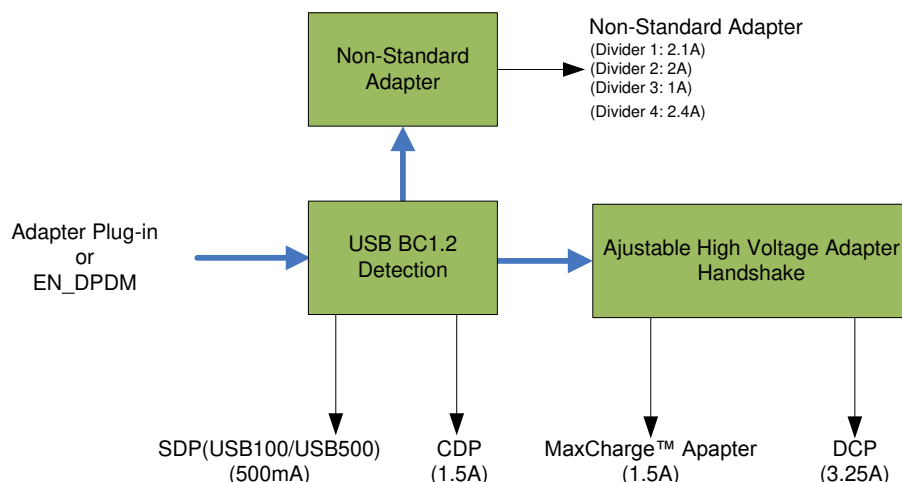 Non-Standard
Adapter
Non-Standard Adapter
(Divider 1: 2.1A)
(Divider 2: 2A)
(Divider 3: 1A)
(Divider 4: 2.4A)
Adapter Plug-in
or
EN_DPDM
USB BC1.2
Detection
Ajustable High Voltage Adapter
Handshake
SDP(USB100/USB500)
(500mA)
CDP
(1.5A)
MaxCharge™ Apapter
(1.5A)
DCP
(3.25A)